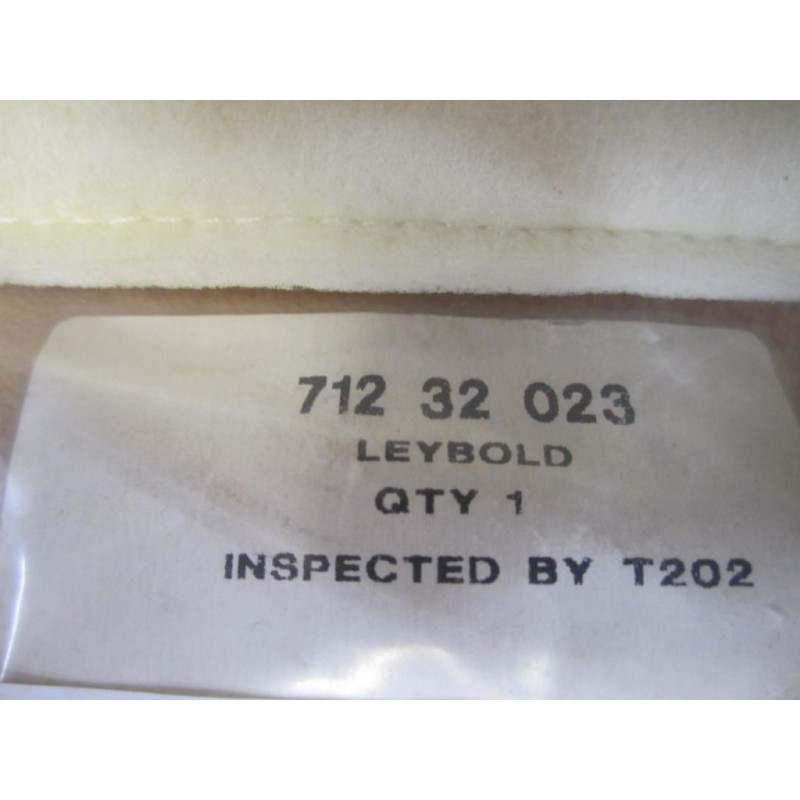 712 32 023
LEYBOLD
QTY 1
INSPECTED BY T202